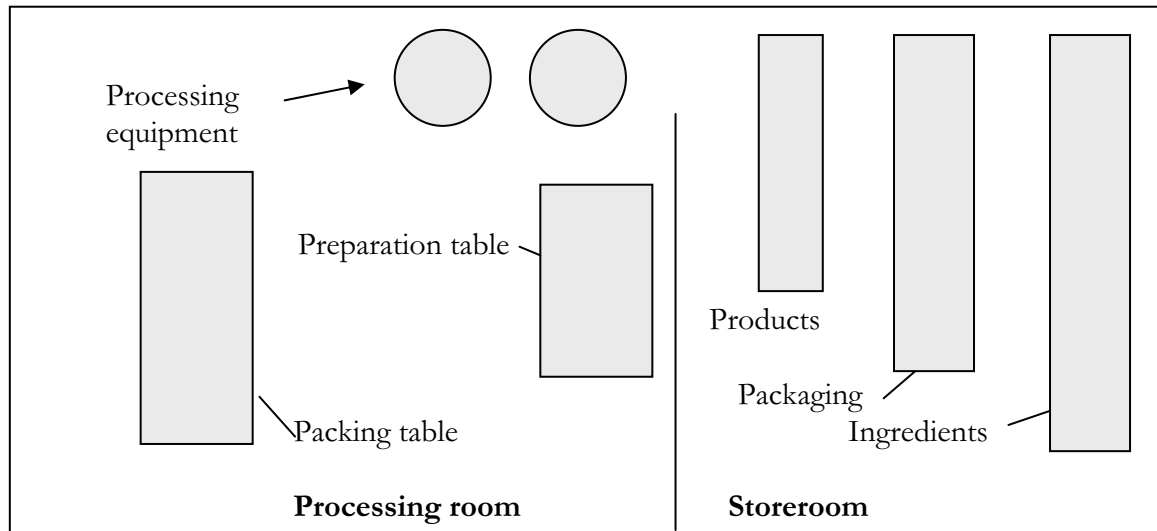 Processing
equipment
Preparation table
Packing table
Processing room
Products
Packaging
Ingredients
Storeroom